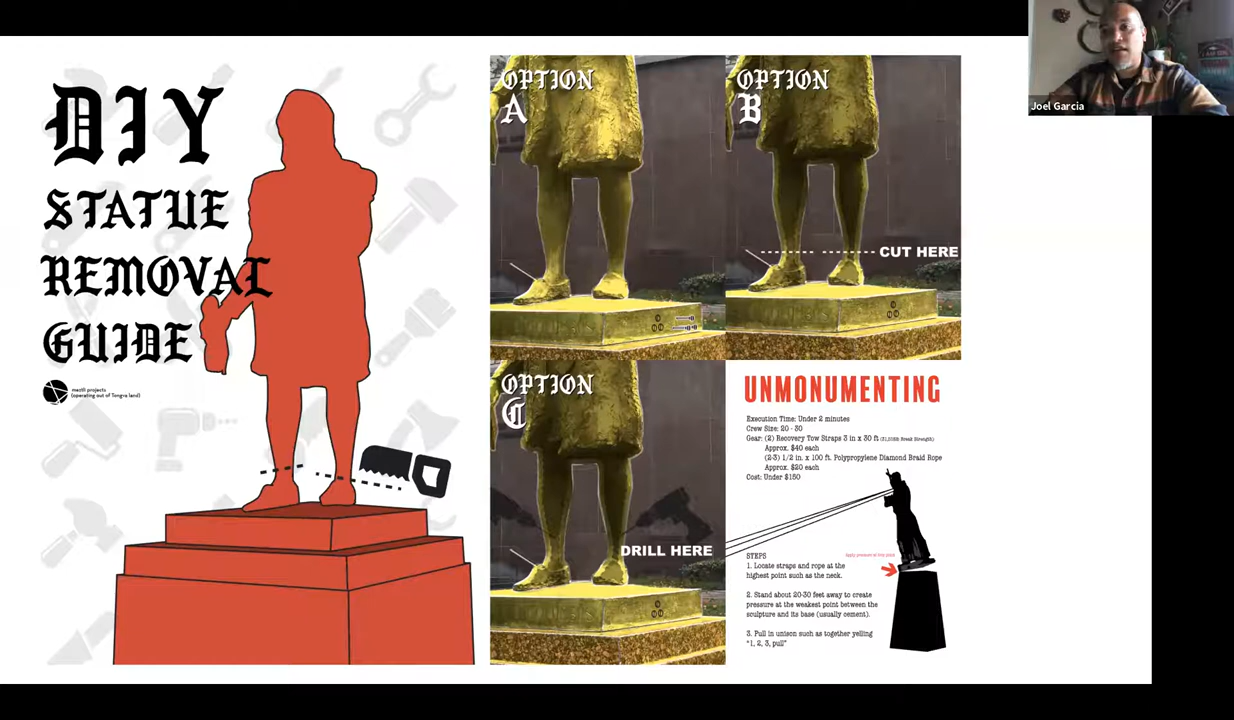 DIY
STATUE
REMOVAL
GUIDE
meztli projects
(operating out of Tongva land)
OPTION
A
OPTION
B
CUT HERE
OPTION
C
DRILL HERE
UNMONUMENTING
Execution Time: Under 2 minutes
Crew Size: 20 - 30
Gear: (2) Recovery Tow Straps 3 in x 30 ft
Approx. $40 each
(2-3) 1/2 in. x 100 ft. Polypropylene Diamond Braid Rope
Approx. $20 each
Cost: Under $150
STEPS
1. Locate straps and rope at the
highest point such as the neck.
2. Stand about 20-30 feet away to create
pressure at the weakest point between the
sculpture and its base (usually cement).
3. Pull in unison such as together yelling
"1, 2, 3, pull"
Joel Garcia